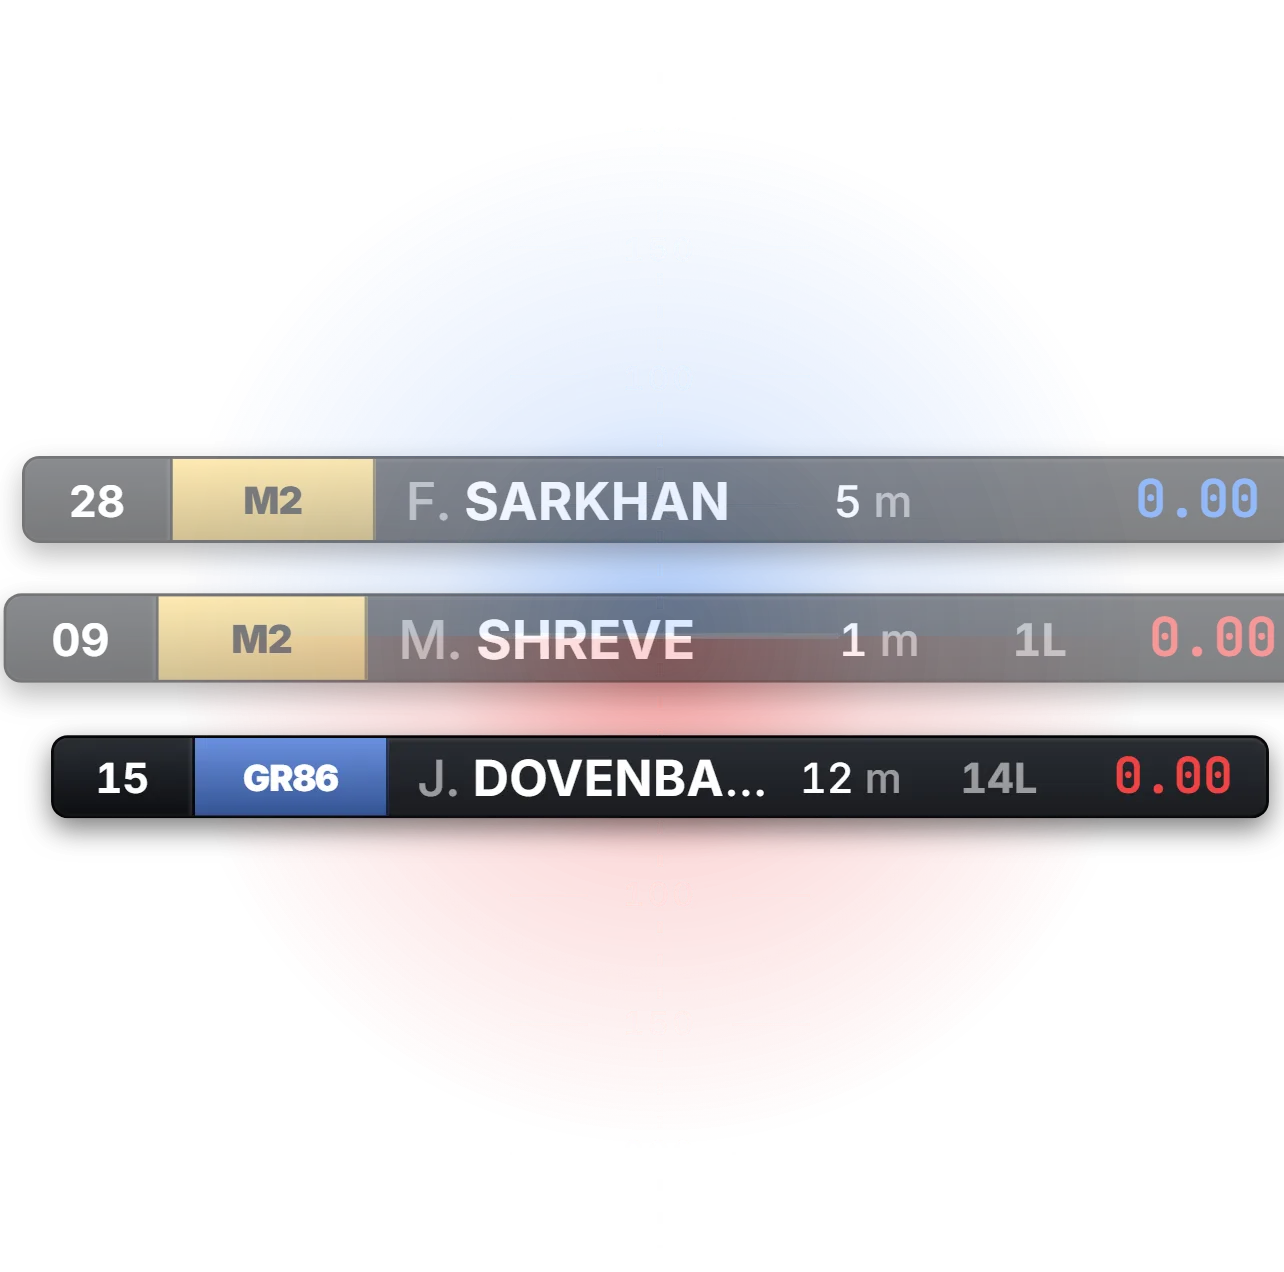 28 M2 F. SARKHAN 5 m 0.00
09 M2 M. SHREVE 1 m 1L 0.00
15 GR86 J. DOVENBA... 12 m 14L 0.00